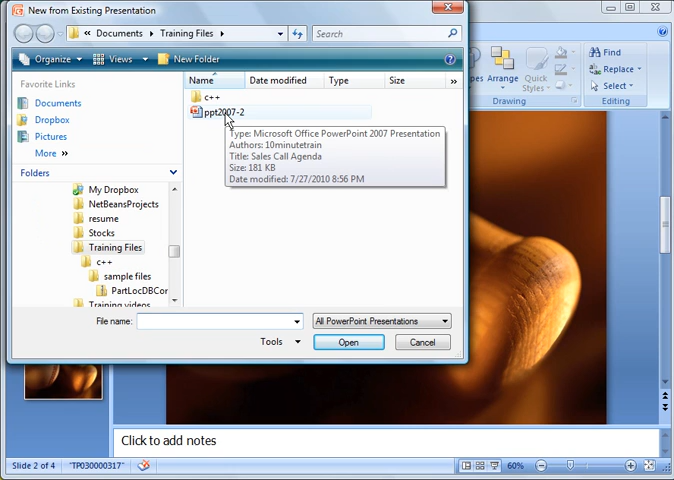 New from Existing Presentation
Documents
Training Files
Search
Organize
Views
New Folder
Favorite Links
Documents
Dropbox
Pictures
More »
Folders
My Dropbox
NetBeansProjects
resume
Stocks
Training Files
c++
sample files
PartLocDBCor
Training videos
Name
Date modified
Type
Size
»
c++
ppt2007-2
Type: Microsoft Office PowerPoint 2007 Presentation
Authors: 10minutetrain
Title: Sales Call Agenda
Size: 181 KB
Date modified: 7/27/2010 8:56 PM
File name:
All PowerPoint Presentations
Tools
Open
Cancel
Arrange
Quick
Styles
Drawing
Find
Replace
Select
Editing
Click to add notes
Slide 2 of 4
"TP030000317"
60%